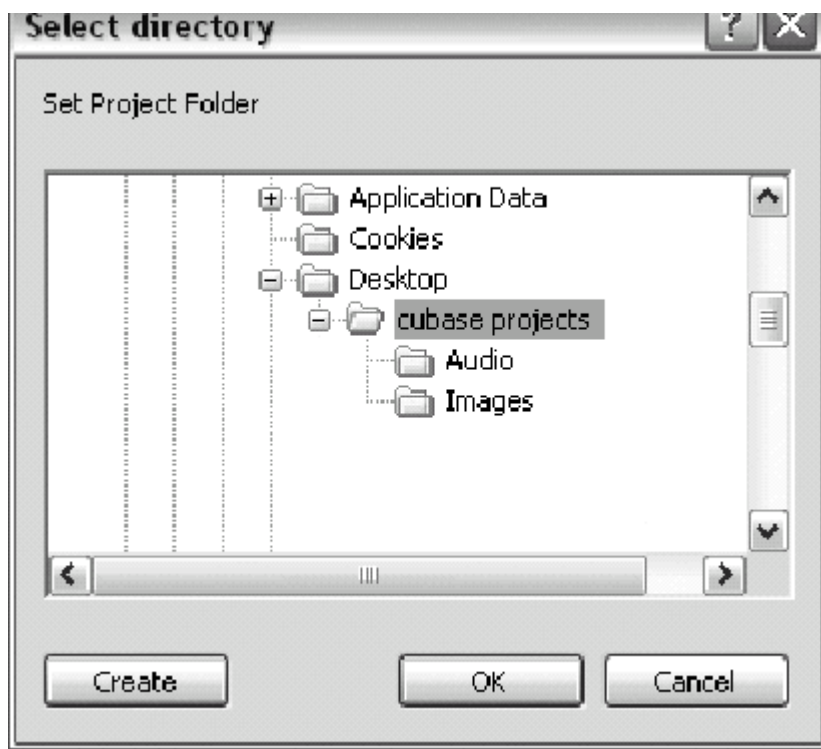 Select directory
Set Project Folder
Application Data
Cookies
Desktop
cubase projects
Audio
Images
Create OK Cancel